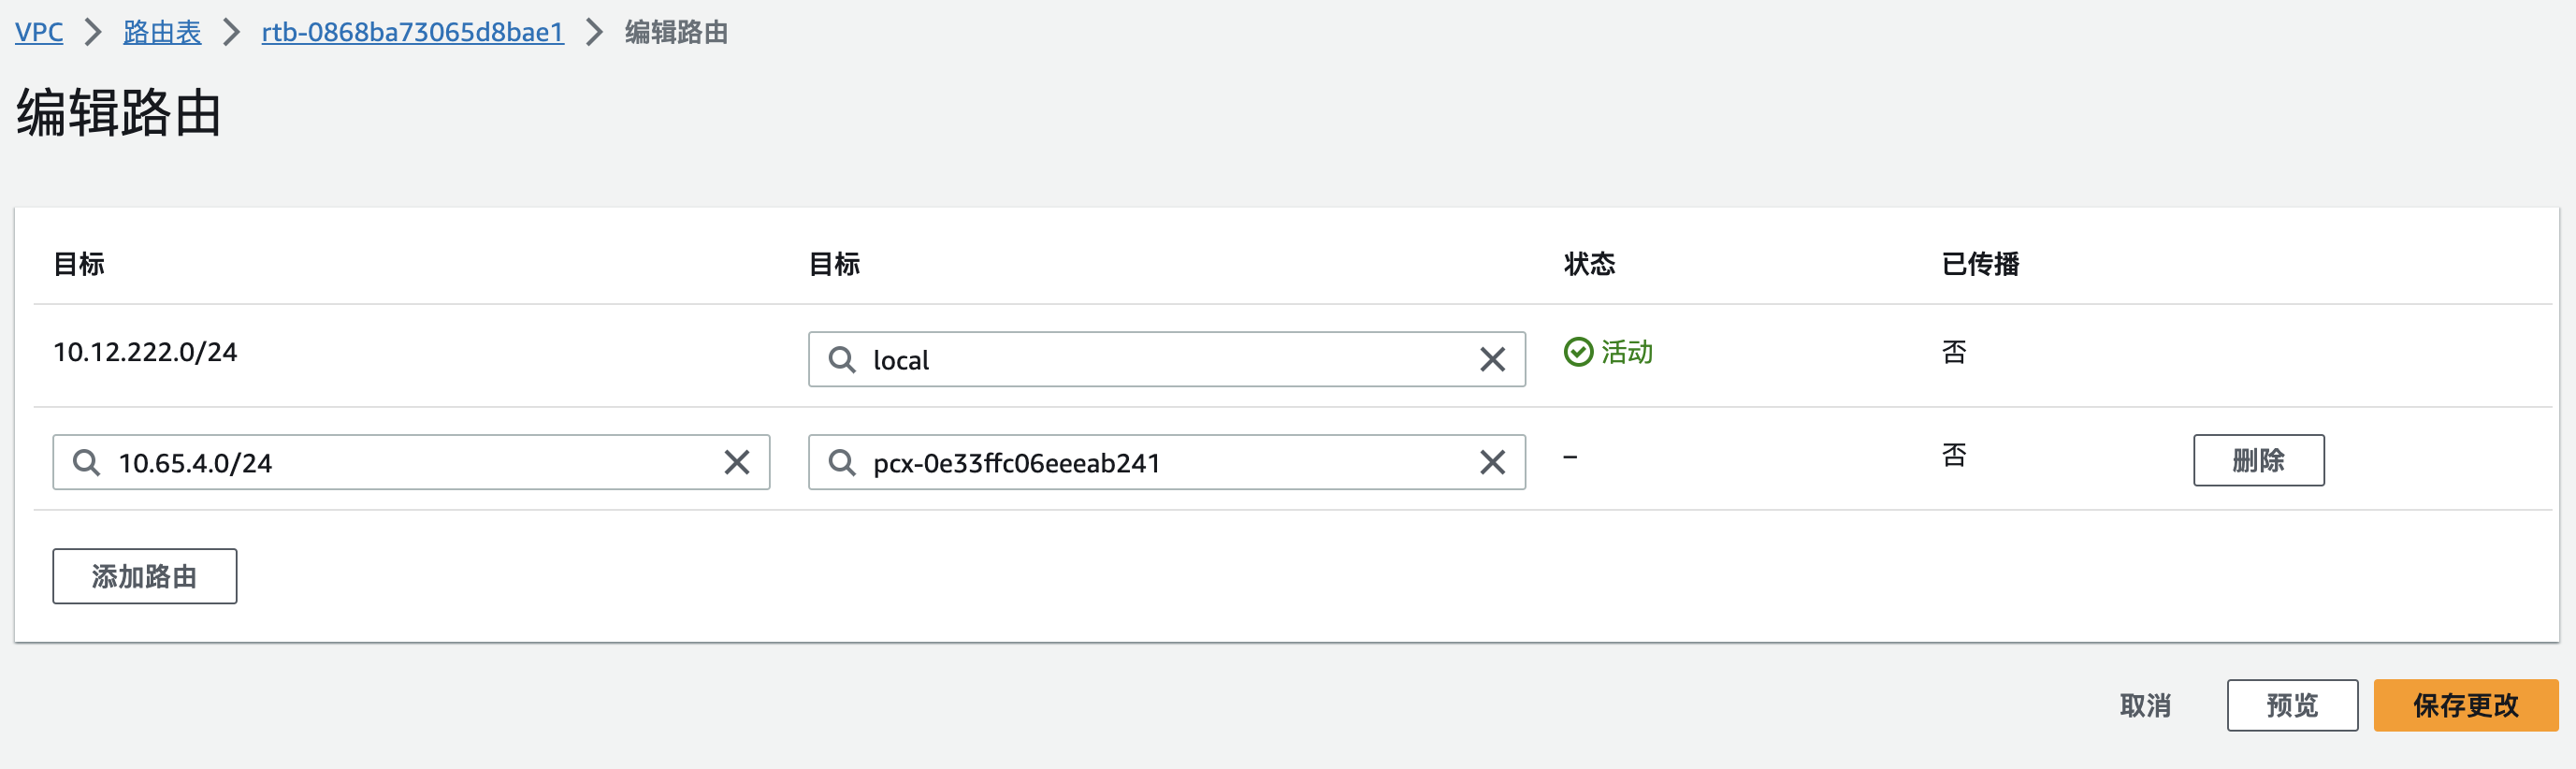 VPC > 路由表 > rtb-0868ba73065d8bae1 > 编辑路由
编辑路由
目标 目标 状态 已传播
10.12.222.0/24 local 活动 否
10.65.4.0/24 pcx-0e33ffc06eeeab241 – 否 删除
添加路由
取消 预览 保存更改